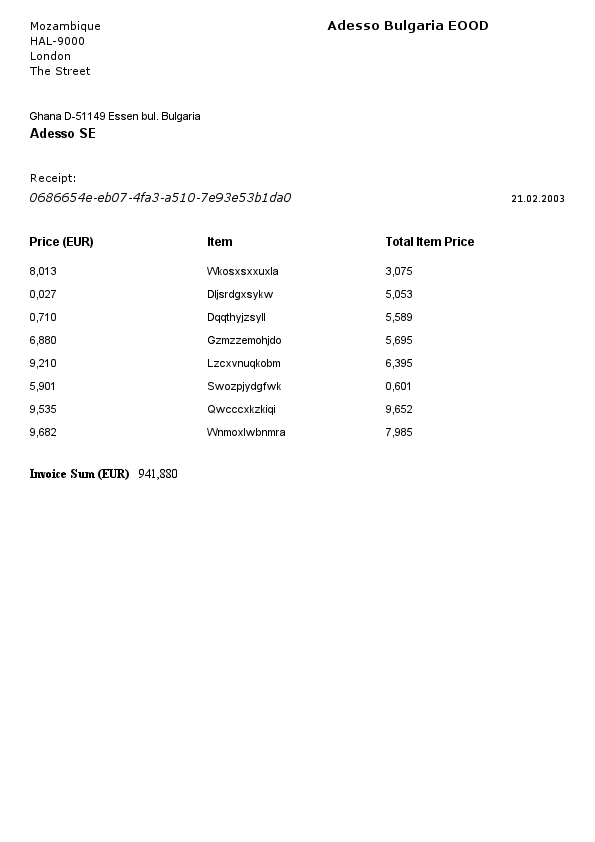 Mozambique
HAL-9000
London
The Street
Adesso Bulgaria EOOD
Ghana D-51149 Essen bul. Bulgaria
Adesso SE
Receipt:
0686654e-eb07-4fa3-a510-7e93e53b1da0 21.02.2003
Price (EUR) Item Total Item Price
8,013 Wkosxsxxuxla 3,075
0,027 Dljsrdgxsykw 5,053
0,710 Dqqthyjzsyll 5,589
6,880 Gzmzzemohjdo 5,695
9,210 Lzcxvnuqkobm 6,395
5,901 Swozpjydgfwk 0,601
9,535 Qwcccxkzkiqi 9,652
9,682 Wnmoxlwbnmra 7,985
Invoice Sum (EUR) 941,880